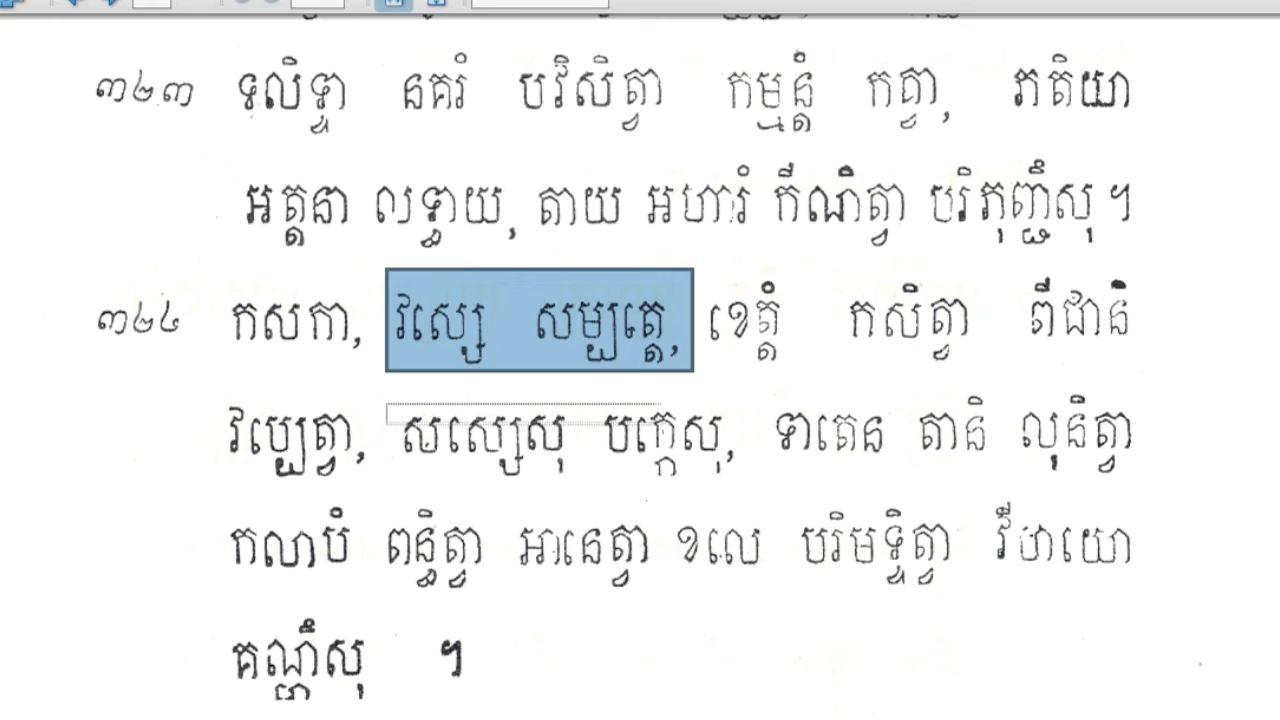 ៣២៣ ទលិទ្ទា នគរំ បវិសិត្វា កម្មន្តំ កត្វា, ភតិយា
អត្តនា លទ្ធាយ, តាយ អហារំ កីណិត្វា បរិភុញ្ជឹសុ។
៣២៤ កសកា, វស្សេ សម្បត្តេ, ខេត្តំ កសិត្វា ពីជានិ
វប្បេត្វា, សស្សេសុ បក្កេសុ, ទាតេន តានិ លុនិត្វា
កលាបំ ពន្ធិត្វា អានេត្វា ខលេ បរិមទ្ទិត្វា វីហយោ
គណ្ហឹសុ ។